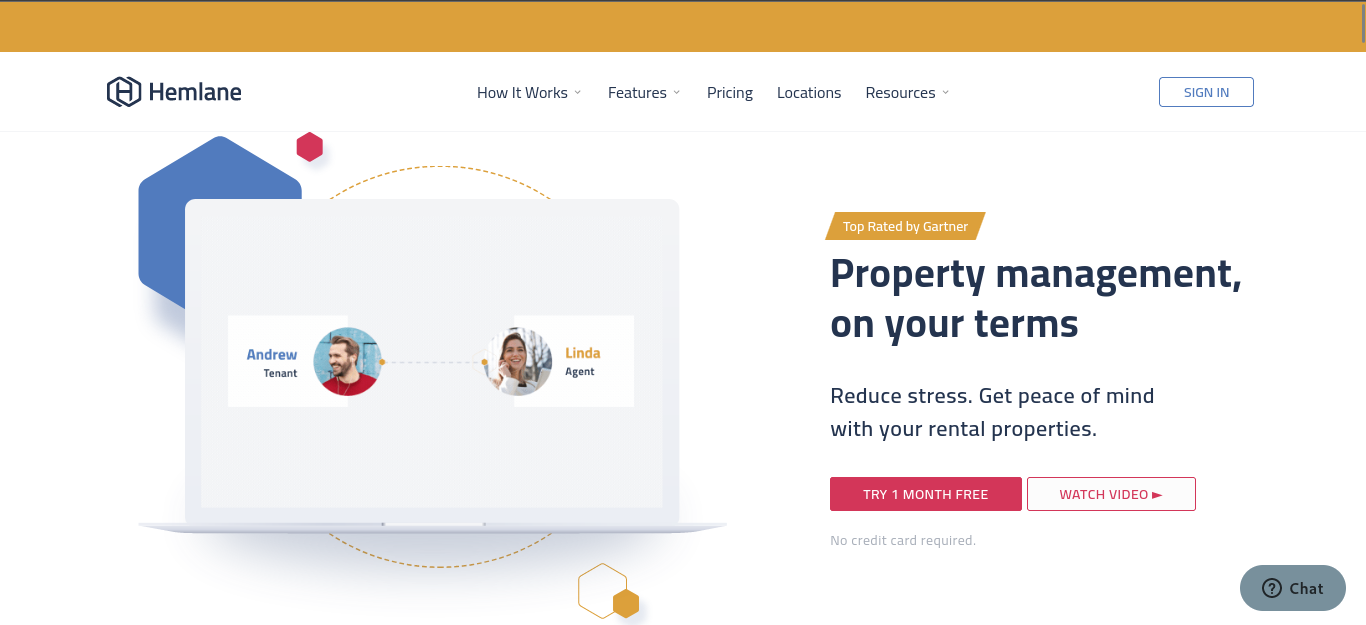 Hemlane
How It Works
Features
Pricing
Locations
Resources
SIGN IN
Top Rated by Gartner
Property management,
on your terms
Andrew
Tenant
Linda
Agent
Reduce stress. Get peace of mind
with your rental properties.
TRY 1 MONTH FREE
WATCH VIDEO ►
No credit card required.
Chat